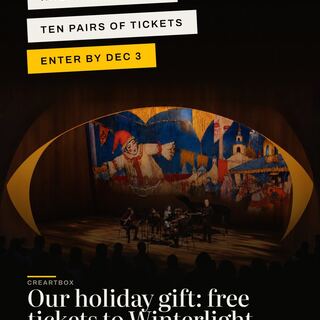 TEN PAIRS OF TICKETS
ENTER BY DEC 3
CREARTBOX
Our holiday gift: free
tickets to Winterlight